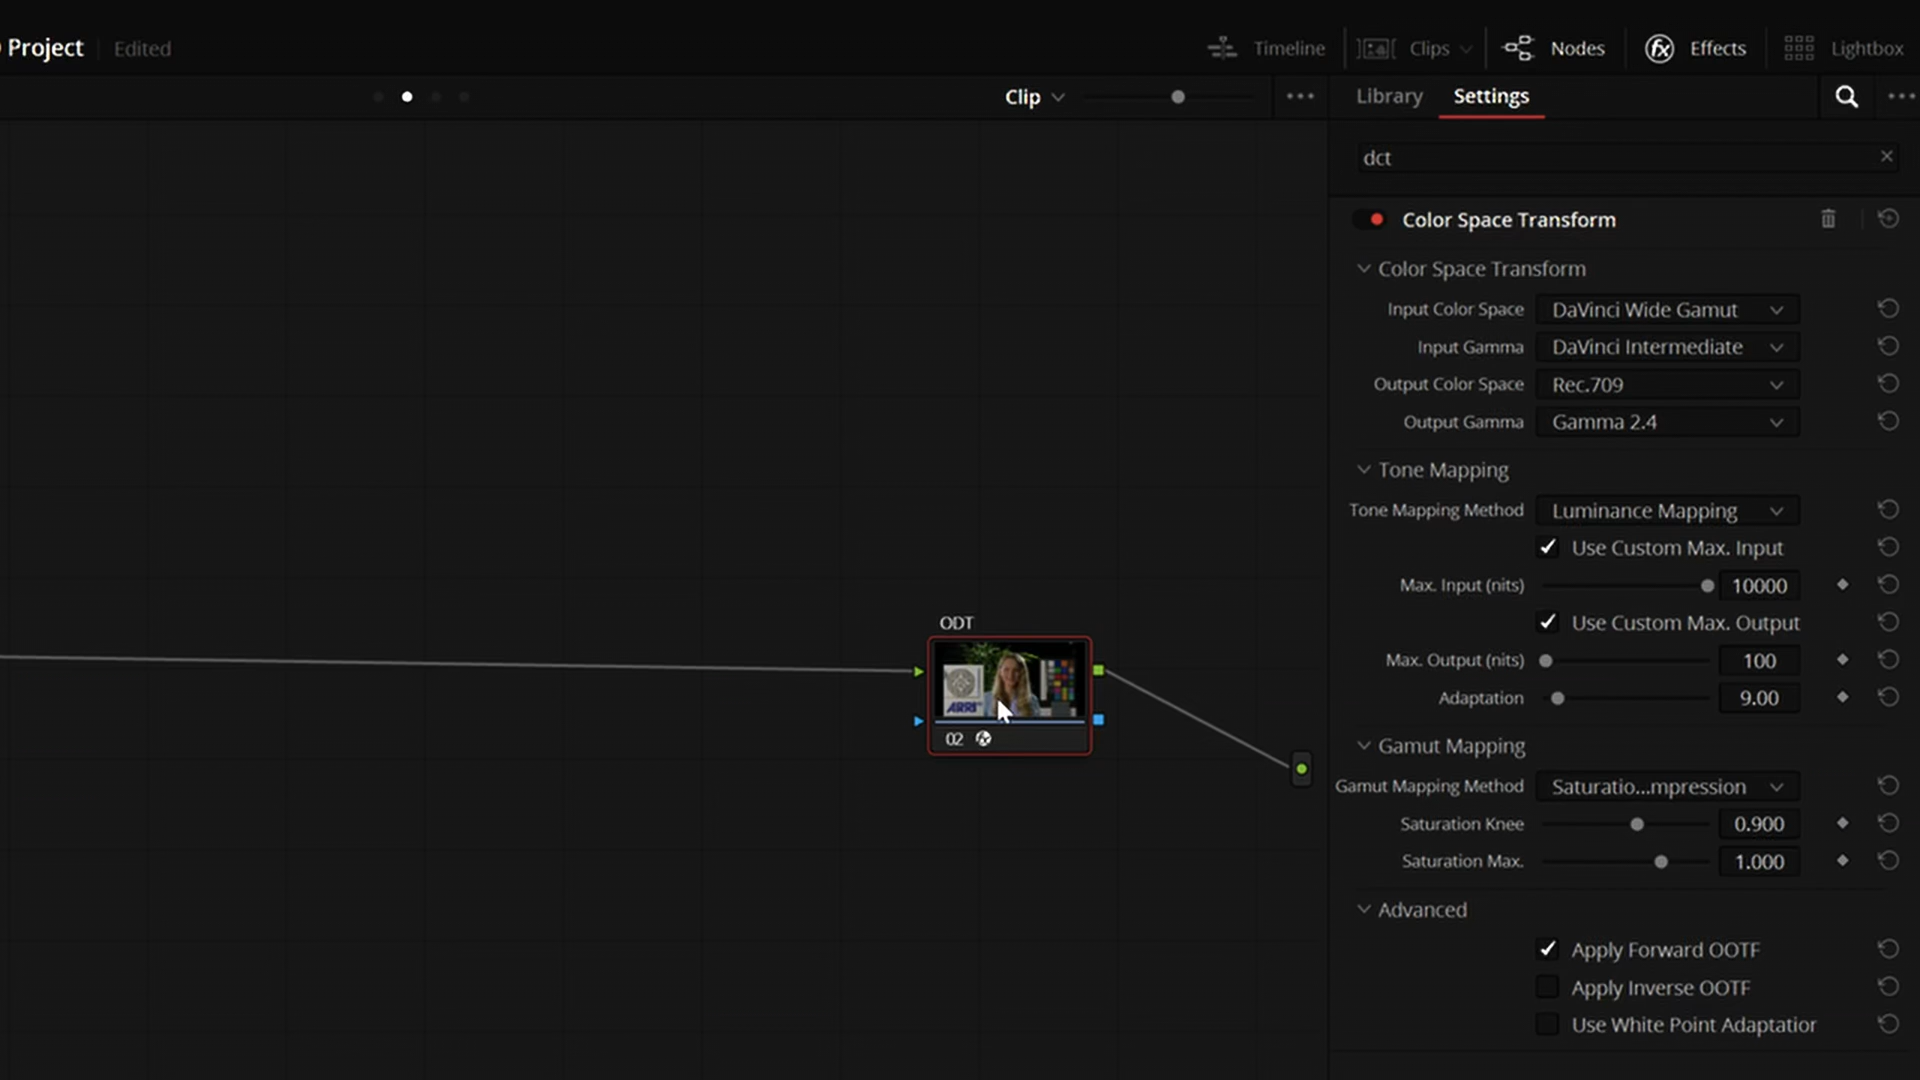 Project
Edited
Timeline
Clips
Nodes
Effects
Lightbox
Clip
Library
Settings
dct
Color Space Transform
Color Space Transform
Input Color Space DaVinci Wide Gamut
Input Gamma DaVinci Intermediate
Output Color Space Rec.709
Output Gamma Gamma 2.4
Tone Mapping
Tone Mapping Method Luminance Mapping
Use Custom Max. Input
Max. Input (nits) 10000
Use Custom Max. Output
Max. Output (nits) 100
Adaptation 9.00
Gamut Mapping
Gamut Mapping Method Saturatio...mpression
Saturation Knee 0.900
Saturation Max. 1.000
Advanced
Apply Forward OOTF
Apply Inverse OOTF
Use White Point Adaptatior
ODT
ARRI
02